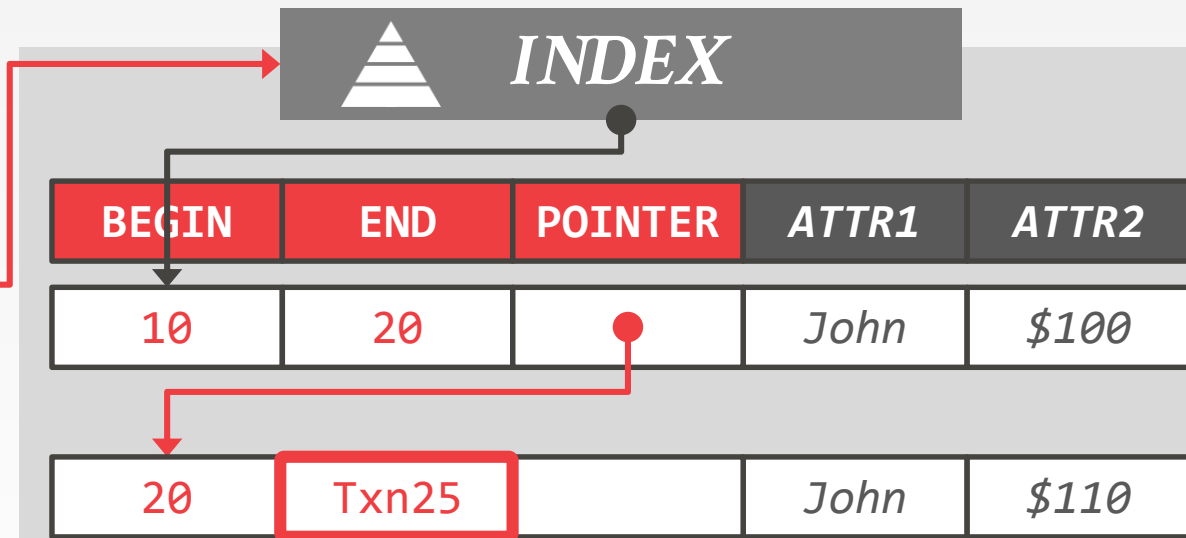 INDEX
BEGIN END POINTER ATTR1 ATTR2
10 20 John $100
20 Txn25 John $110